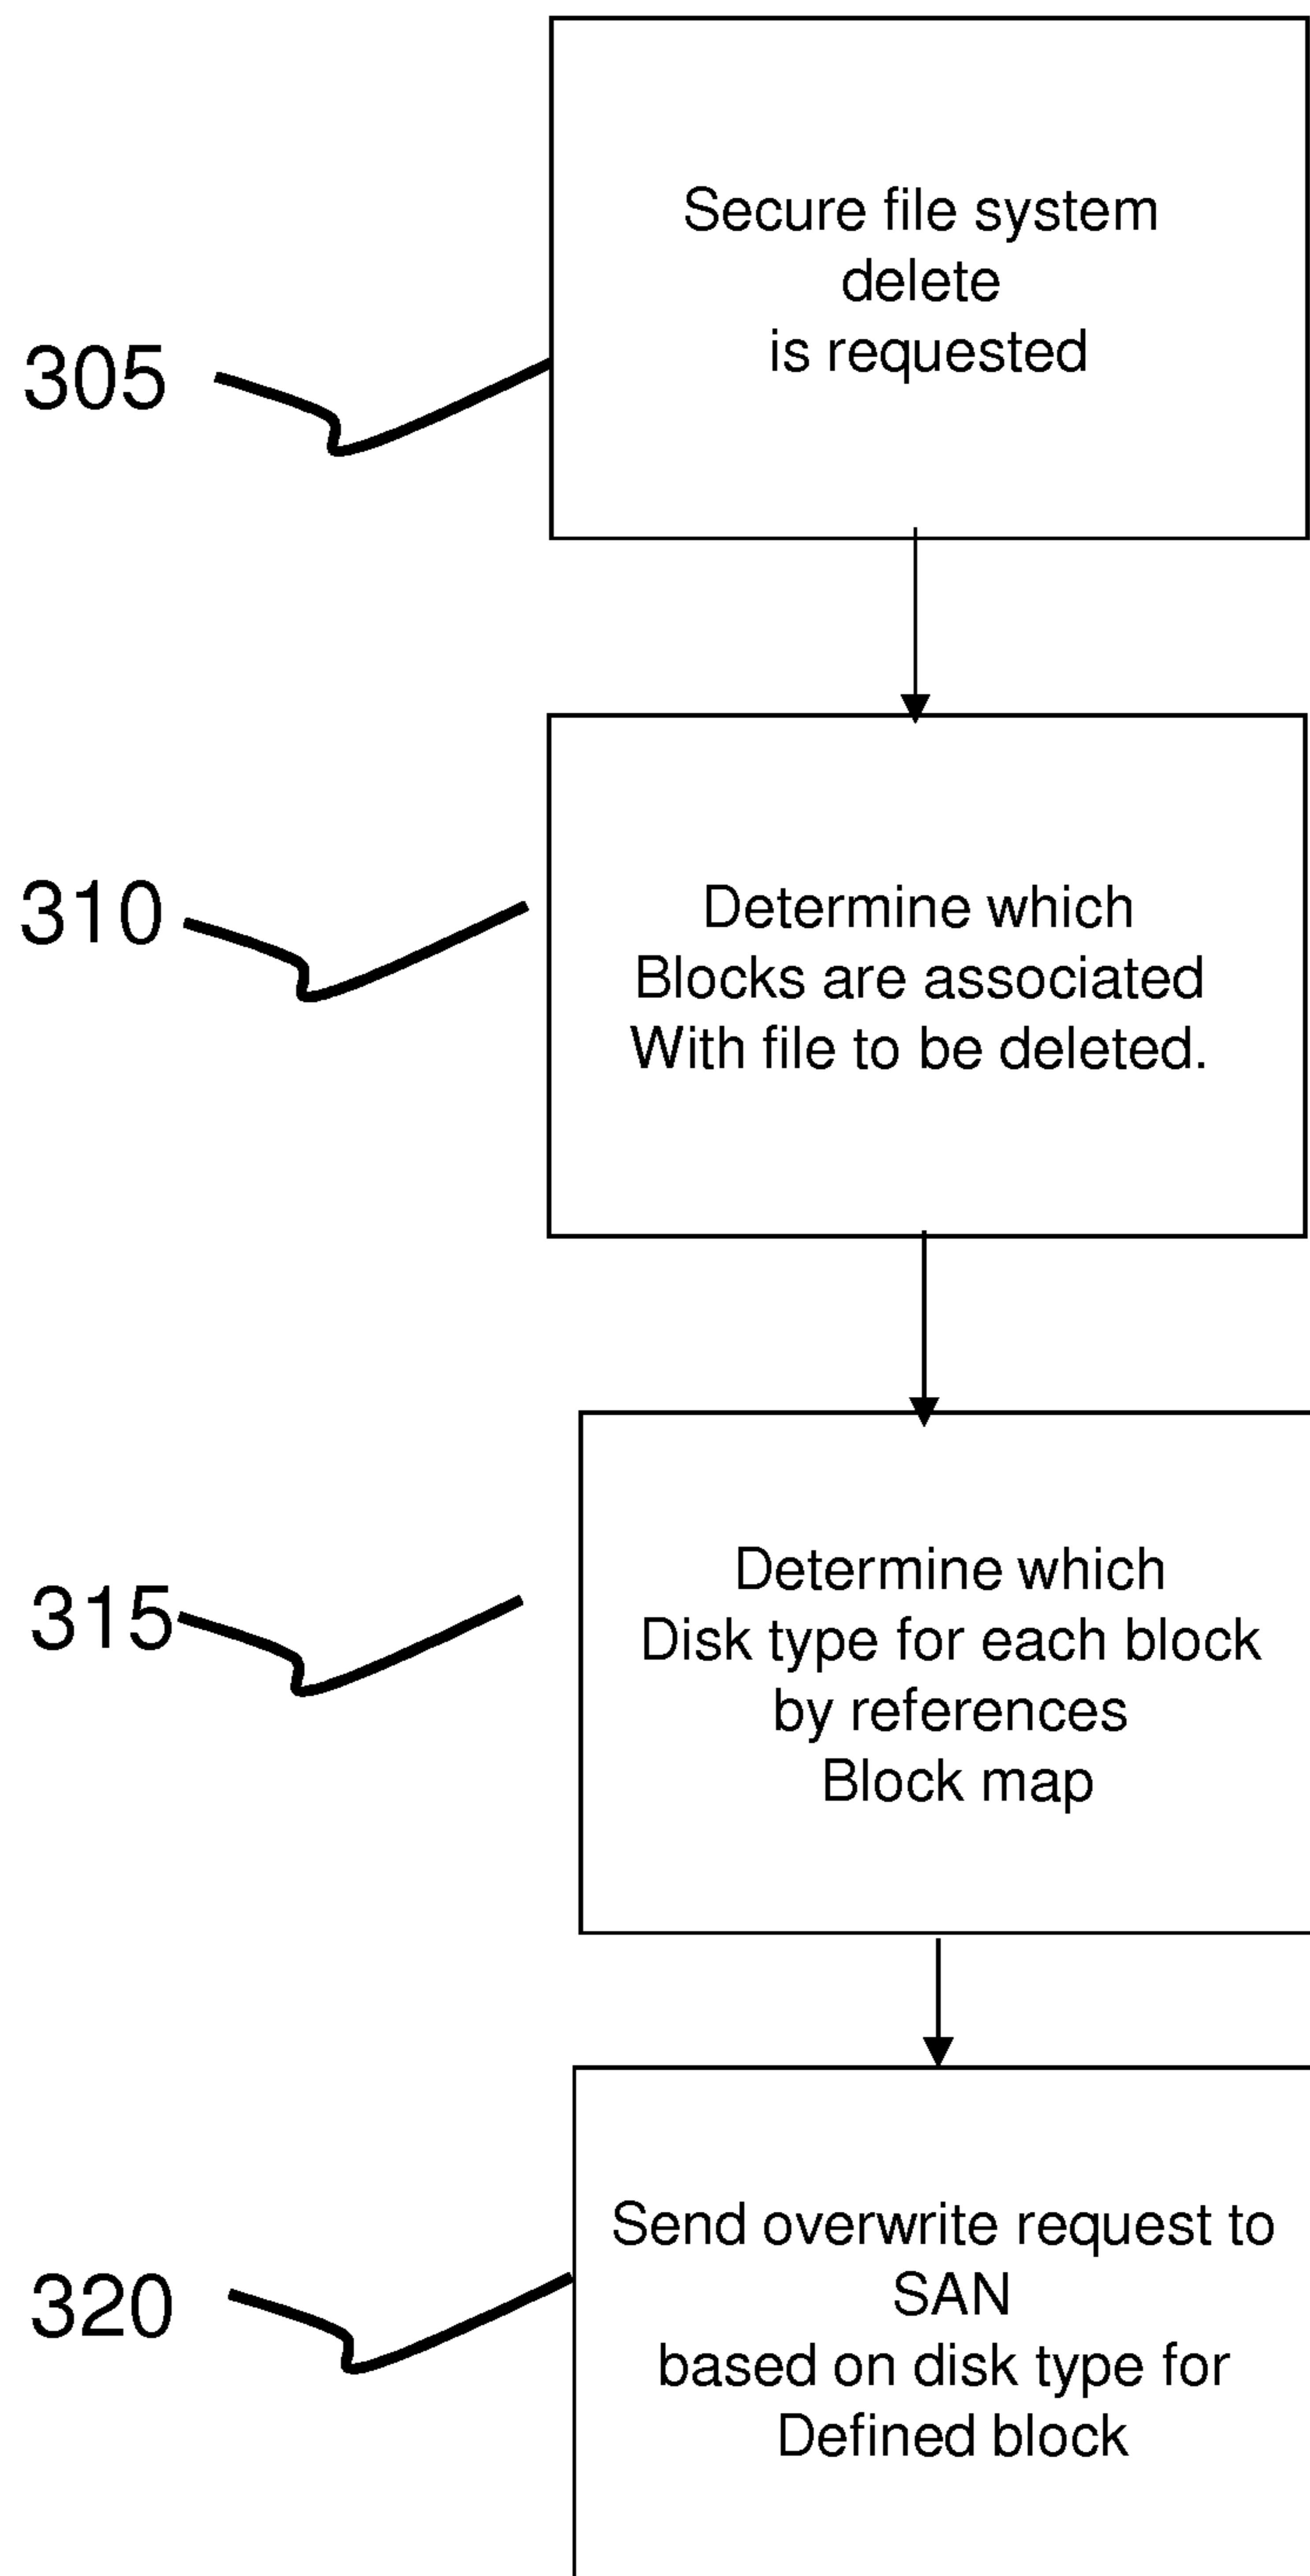 Secure file system
delete
is requested
305
310
Determine which
Blocks are associated
With file to be deleted.
315
Determine which
Disk type for each block
by references
Block map
320
Send overwrite request to
SAN
based on disk type for
Defined block